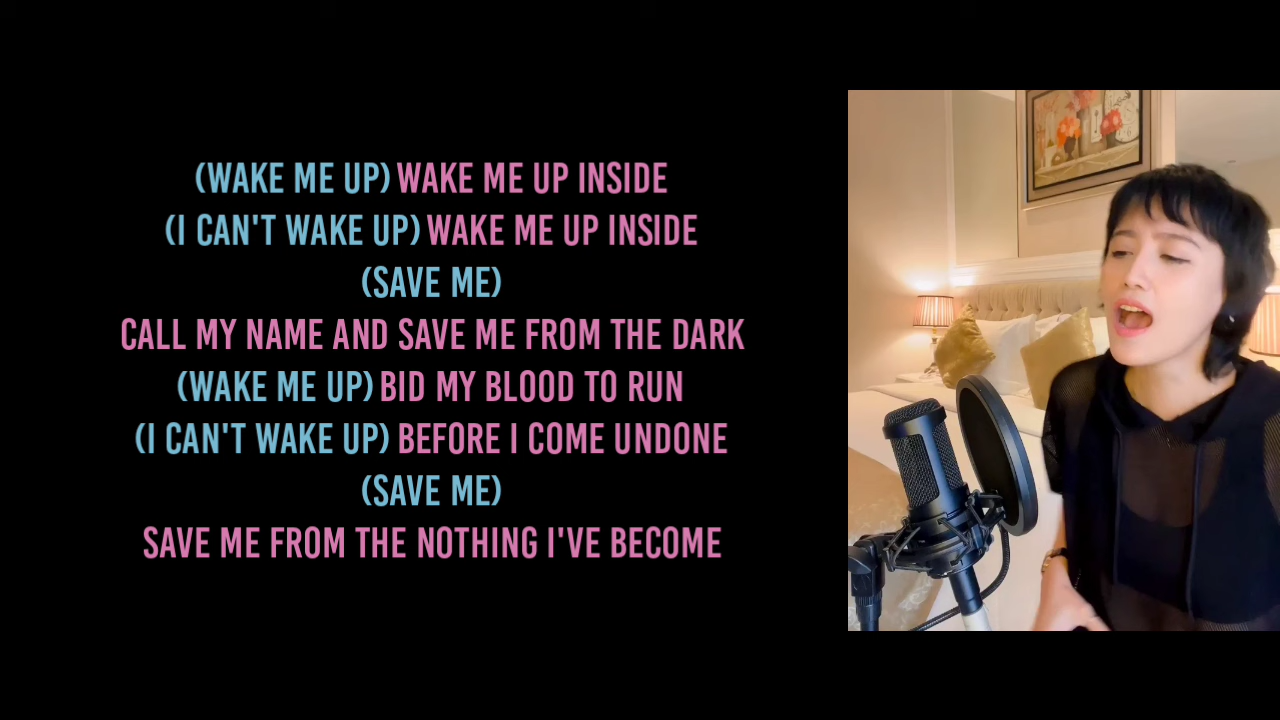 (WAKE ME UP) WAKE ME UP INSIDE
(I CAN'T WAKE UP) WAKE ME UP INSIDE
(SAVE ME)
CALL MY NAME AND SAVE ME FROM THE DARK
(WAKE ME UP) BID MY BLOOD TO RUN
(I CAN'T WAKE UP) BEFORE I COME UNDONE
(SAVE ME)
SAVE ME FROM THE NOTHING I'VE BECOME